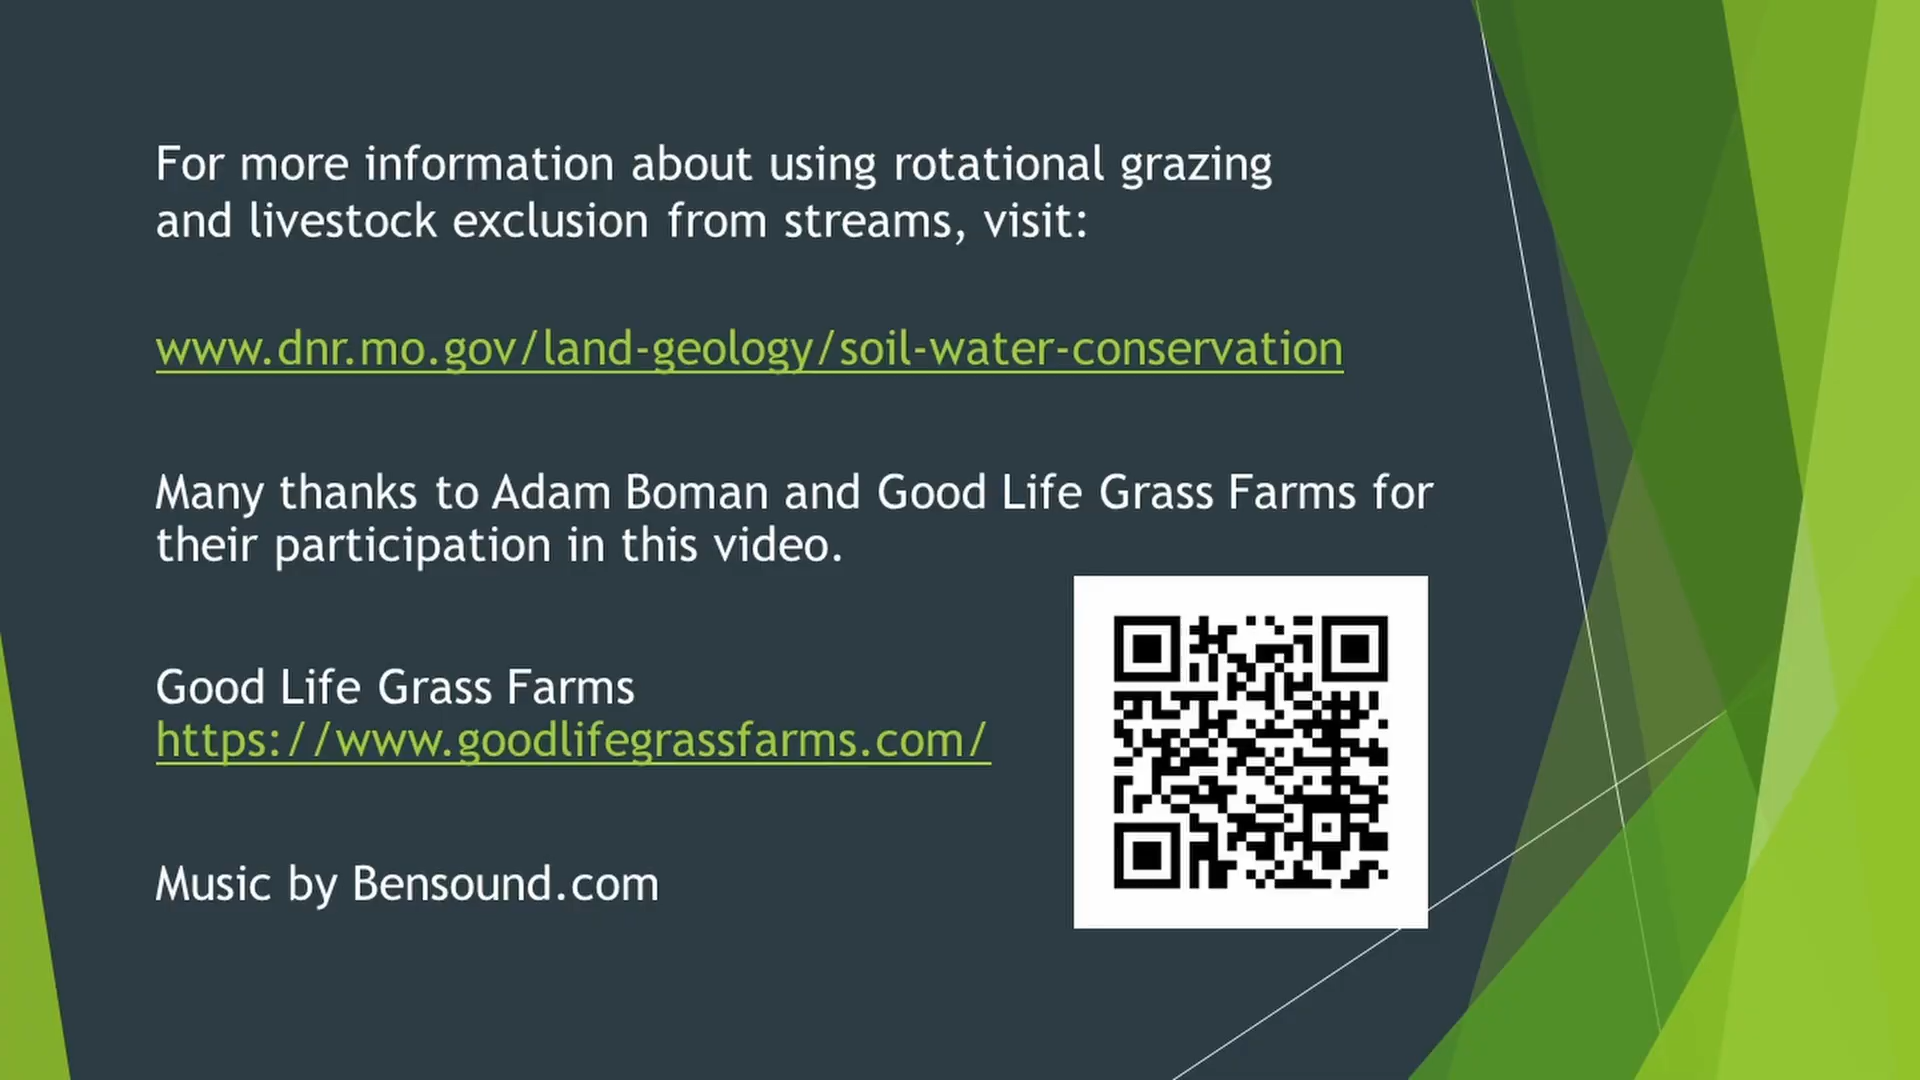 For more information about using rotational grazing
and livestock exclusion from streams, visit:
www.dnr.mo.gov/land-geology/soil-water-conservation
Many thanks to Adam Boman and Good Life Grass Farms for
their participation in this video.
Good Life Grass Farms
https://www.goodlifegrassfarms.com/
Music by Bensound.com